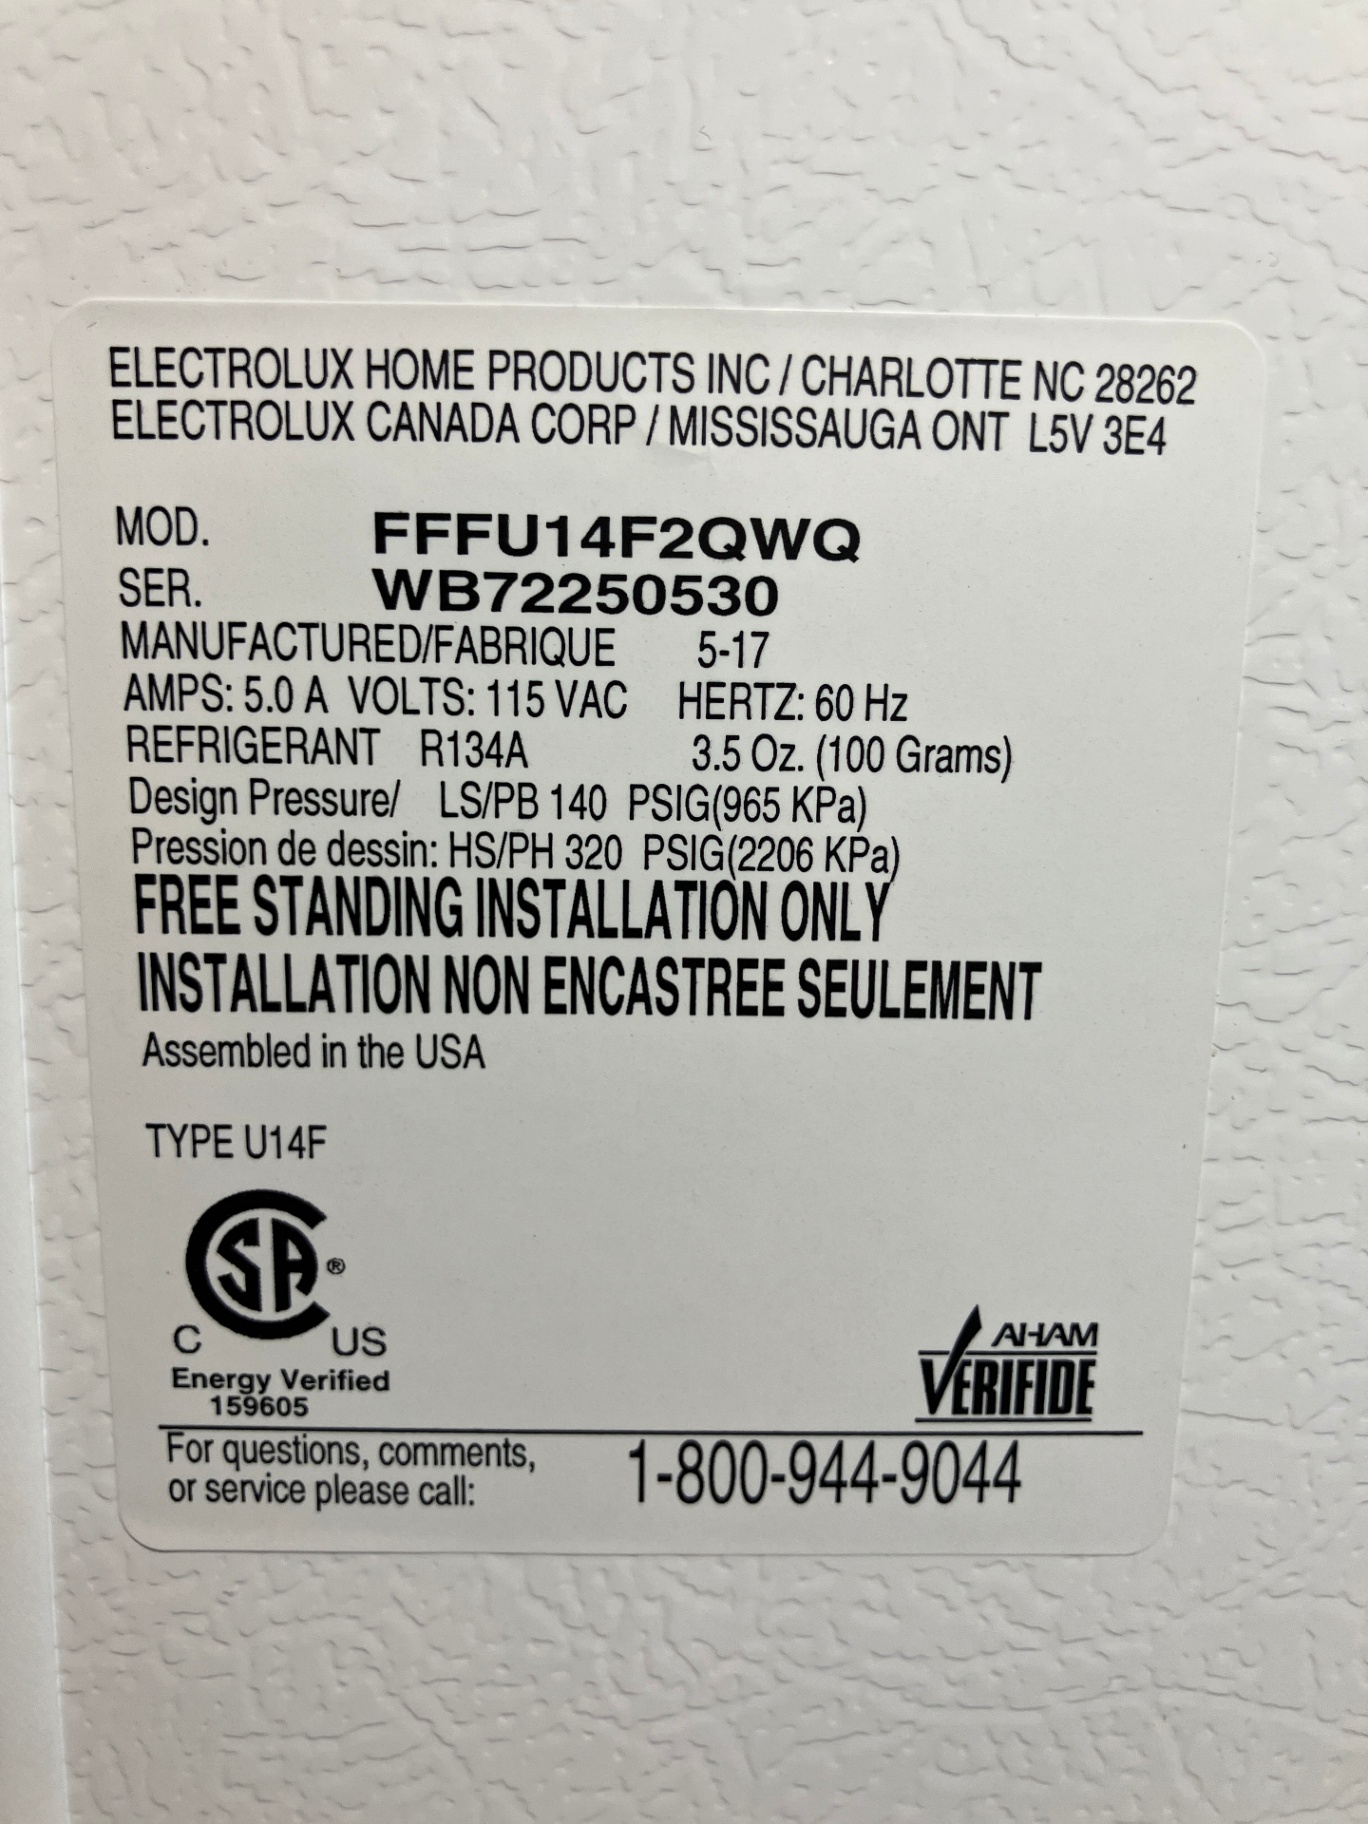 ELECTROLUX HOME PRODUCTS INC / CHARLOTTE NC 28262
ELECTROLUX CANADA CORP / MISSISSAUGA ONT L5V 3E4
MOD. FFFU14F2QWQ
SER. WB72250530
MANUFACTURED/FABRIQUE 5-17
AMPS: 5.0 A VOLTS: 115 VAC HERTZ: 60 Hz
REFRIGERANT R134A 3.5 Oz. (100 Grams)
Design Pressure/ LS/PB 140 PSIG(965 KPa)
Pression de dessin: HS/PH 320 PSIG(2206 KPa)
FREE STANDING INSTALLATION ONLY
INSTALLATION NON ENCASTREE SEULEMENT
Assembled in the USA
TYPE U14F
CSA®
C US
Energy Verified
159605
AHAM
VERIFIDE
For questions, comments,
or service please call: 1-800-944-9044